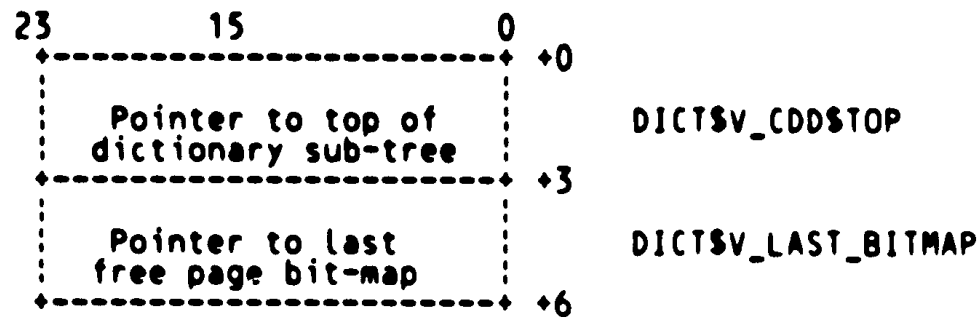 23 15 0
+0
Pointer to top of DICT$V_CDD$TOP
dictionary sub-tree
+3
Pointer to last DICT$V_LAST_BITMAP
free page bit-map
+6